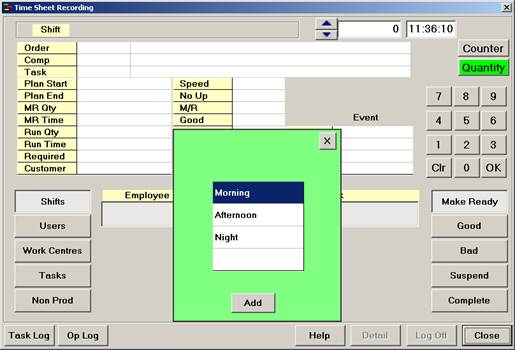 Time Sheet Recording
Shift
0
11:36:10
Order
Counter
Comp
Quantity
Task
Plan Start
Speed
Plan End
No Up
7 8 9
MR Qty
M/R
MR Time
Good
Event
4 5 6
Run Qty
Run Time
1 2 3
Required
Customer
Clr 0 OK
X
Shifts
Employee
Morning
Make Ready
Afternoon
Users
Good
Night
Work Centres
Bad
Tasks
Suspend
Non Prod
Add
Complete
Task Log
Op Log
Help
Detail
Log Off
Close